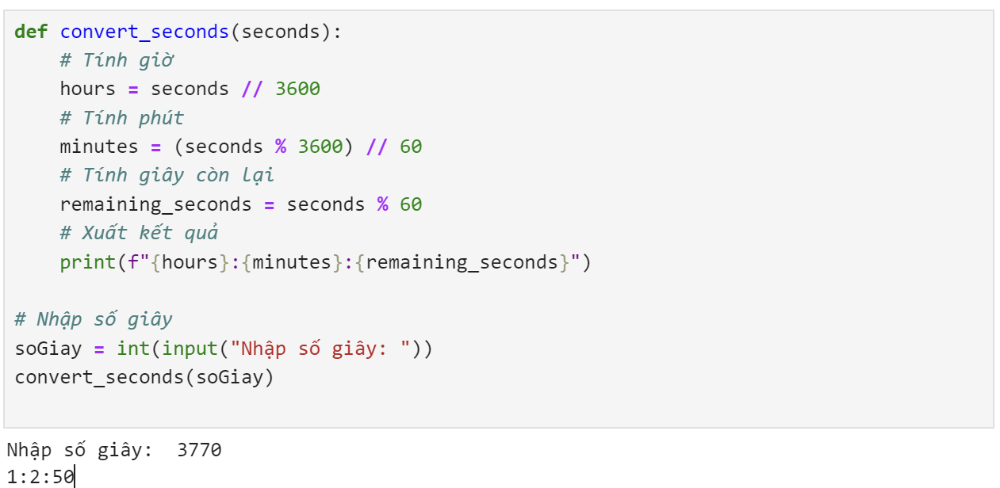 def convert_seconds(seconds):
    # Tính giờ
    hours = seconds // 3600
    # Tính phút
    minutes = (seconds % 3600) // 60
    # Tính giây còn lại
    remaining_seconds = seconds % 60
    # Xuất kết quả
    print(f"{hours}:{minutes}:{remaining_seconds}")
# Nhập số giây
soGiay = int(input("Nhập số giây: "))
convert_seconds(soGiay)
Nhập số giây:  3770
1:2:50